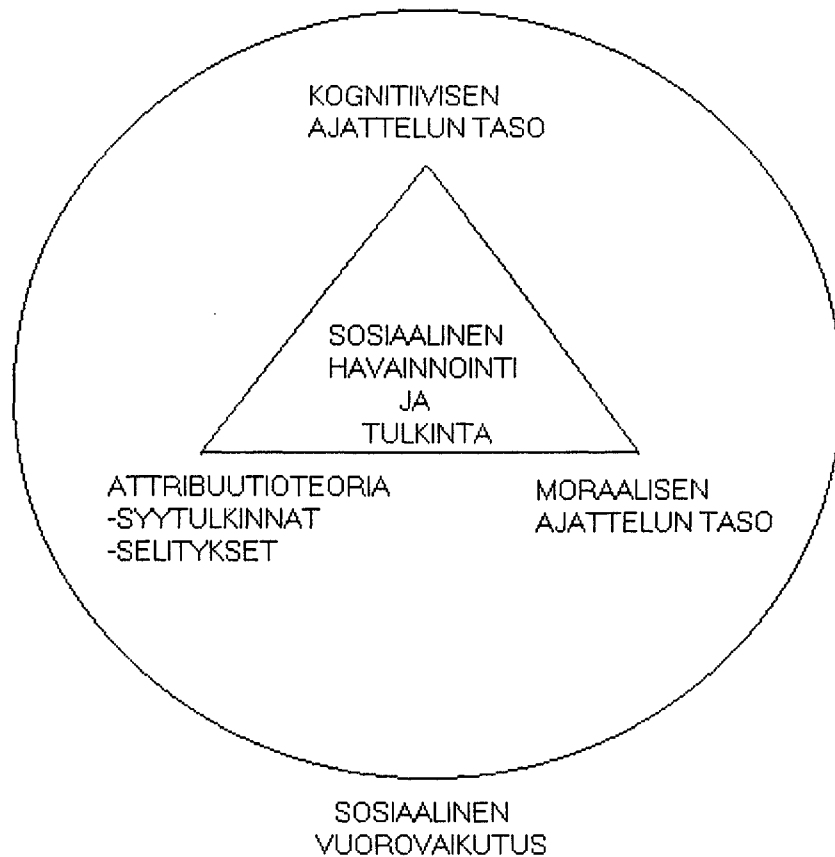 KOGNITIIVISEN
AJATTELUN TASO
SOSIAALINEN
HAVAINNOINTI
JA
TULKINTA
ATTRIBUUTIOTEORIA
-SYYTULKINNAT
-SELITYKSET
MORAALISEN
AJATTELUN TASO
SOSIAALINEN
VUOROVAIKUTUS